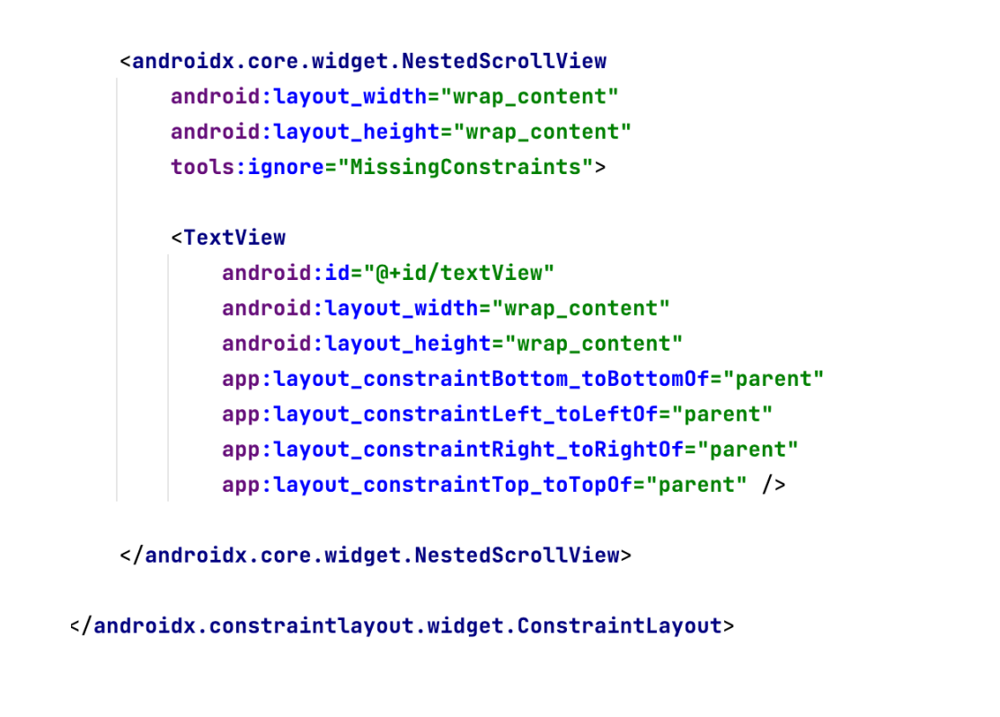 <androidx.core.widget.NestedScrollView
android:layout_width="wrap_content"
android:layout_height="wrap_content"
tools:ignore="MissingConstraints">
<TextView
android:id="@+id/textView"
android:layout_width="wrap_content"
android:layout_height="wrap_content"
app:layout_constraintBottom_toBottomOf="parent"
app:layout_constraintLeft_toLeftOf="parent"
app:layout_constraintRight_toRightOf="parent"
app:layout_constraintTop_toTopOf="parent" />
</androidx.core.widget.NestedScrollView>
</androidx.constraintlayout.widget.ConstraintLayout>